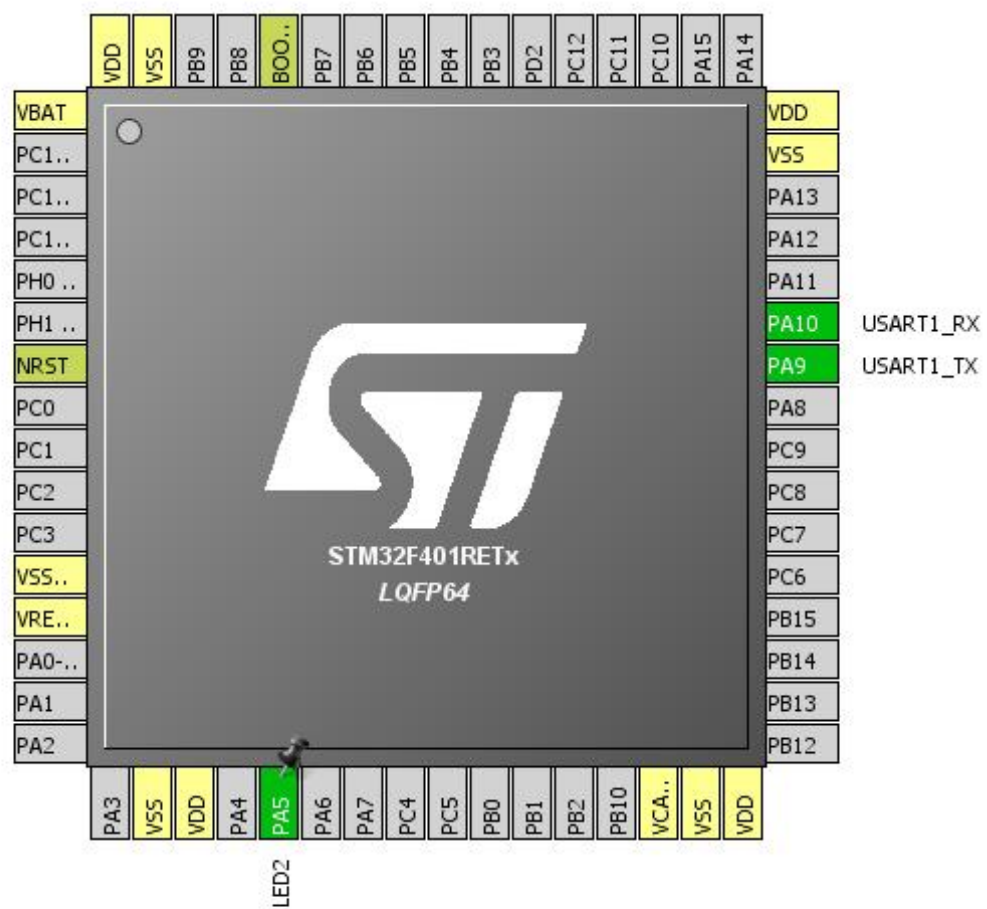 VDD
VSS
PB9
PB8
BOO..
PB7
PB6
PB5
PB4
PB3
PD2
PC12
PC11
PC10
PA15
PA14
VBAT
PC1..
PC1..
PC1..
PH0 ..
PH1 ..
NRST
PC0
PC1
PC2
PC3
VSS..
VRE..
PA0-..
PA1
PA2
ST
STM32F401RETx
LQFP64
VDD
VSS
PA13
PA12
PA11
PA10 USART1_RX
PA9 USART1_TX
PA8
PC9
PC8
PC7
PC6
PB15
PB14
PB13
PB12
PA3
VSS
VDD
PA4
PA5
PA6
PA7
PC4
PC5
PB0
PB1
PB2
PB10
VCA..
VSS
VDD
LED2